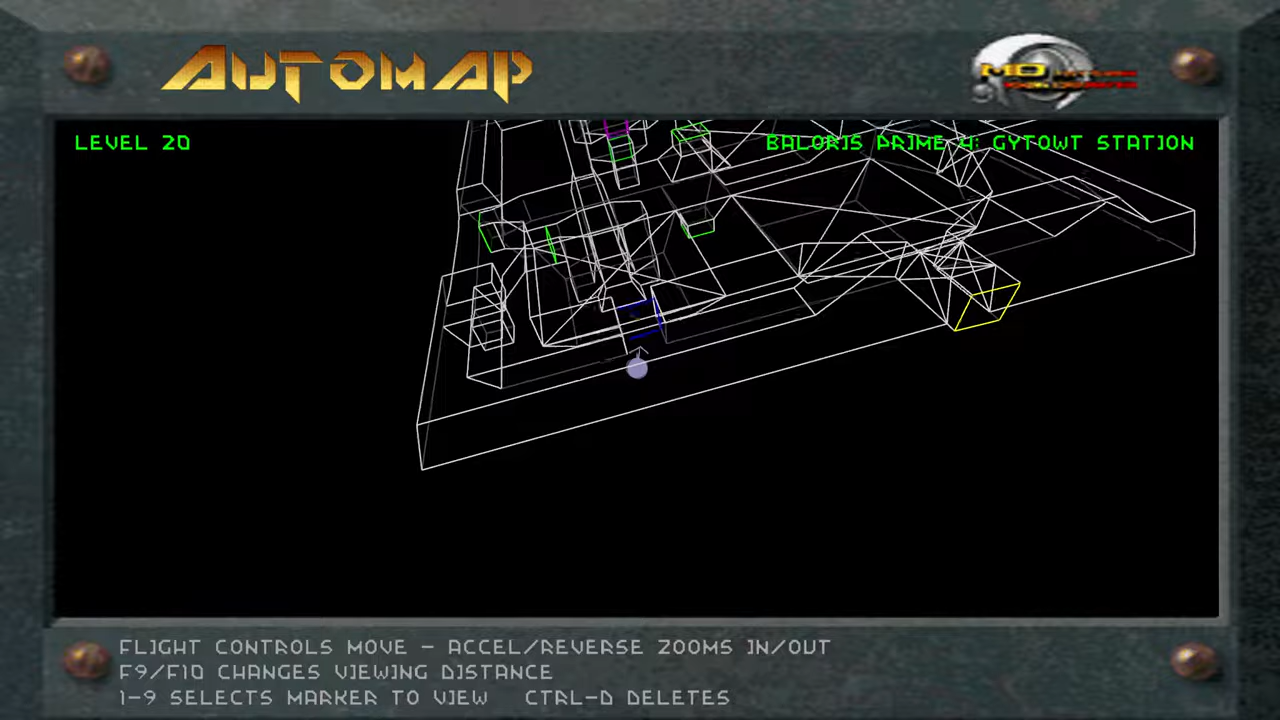 AUTOMAP
MD
LEVEL 20
BALORIS PRIME 4: GYTOWT STATION
FLIGHT CONTROLS MOVE - ACCEL/REVERSE ZOOMS IN/OUT
F9/F10 CHANGES VIEWING DISTANCE
1-9 SELECTS MARKER TO VIEW CTRL-D DELETES